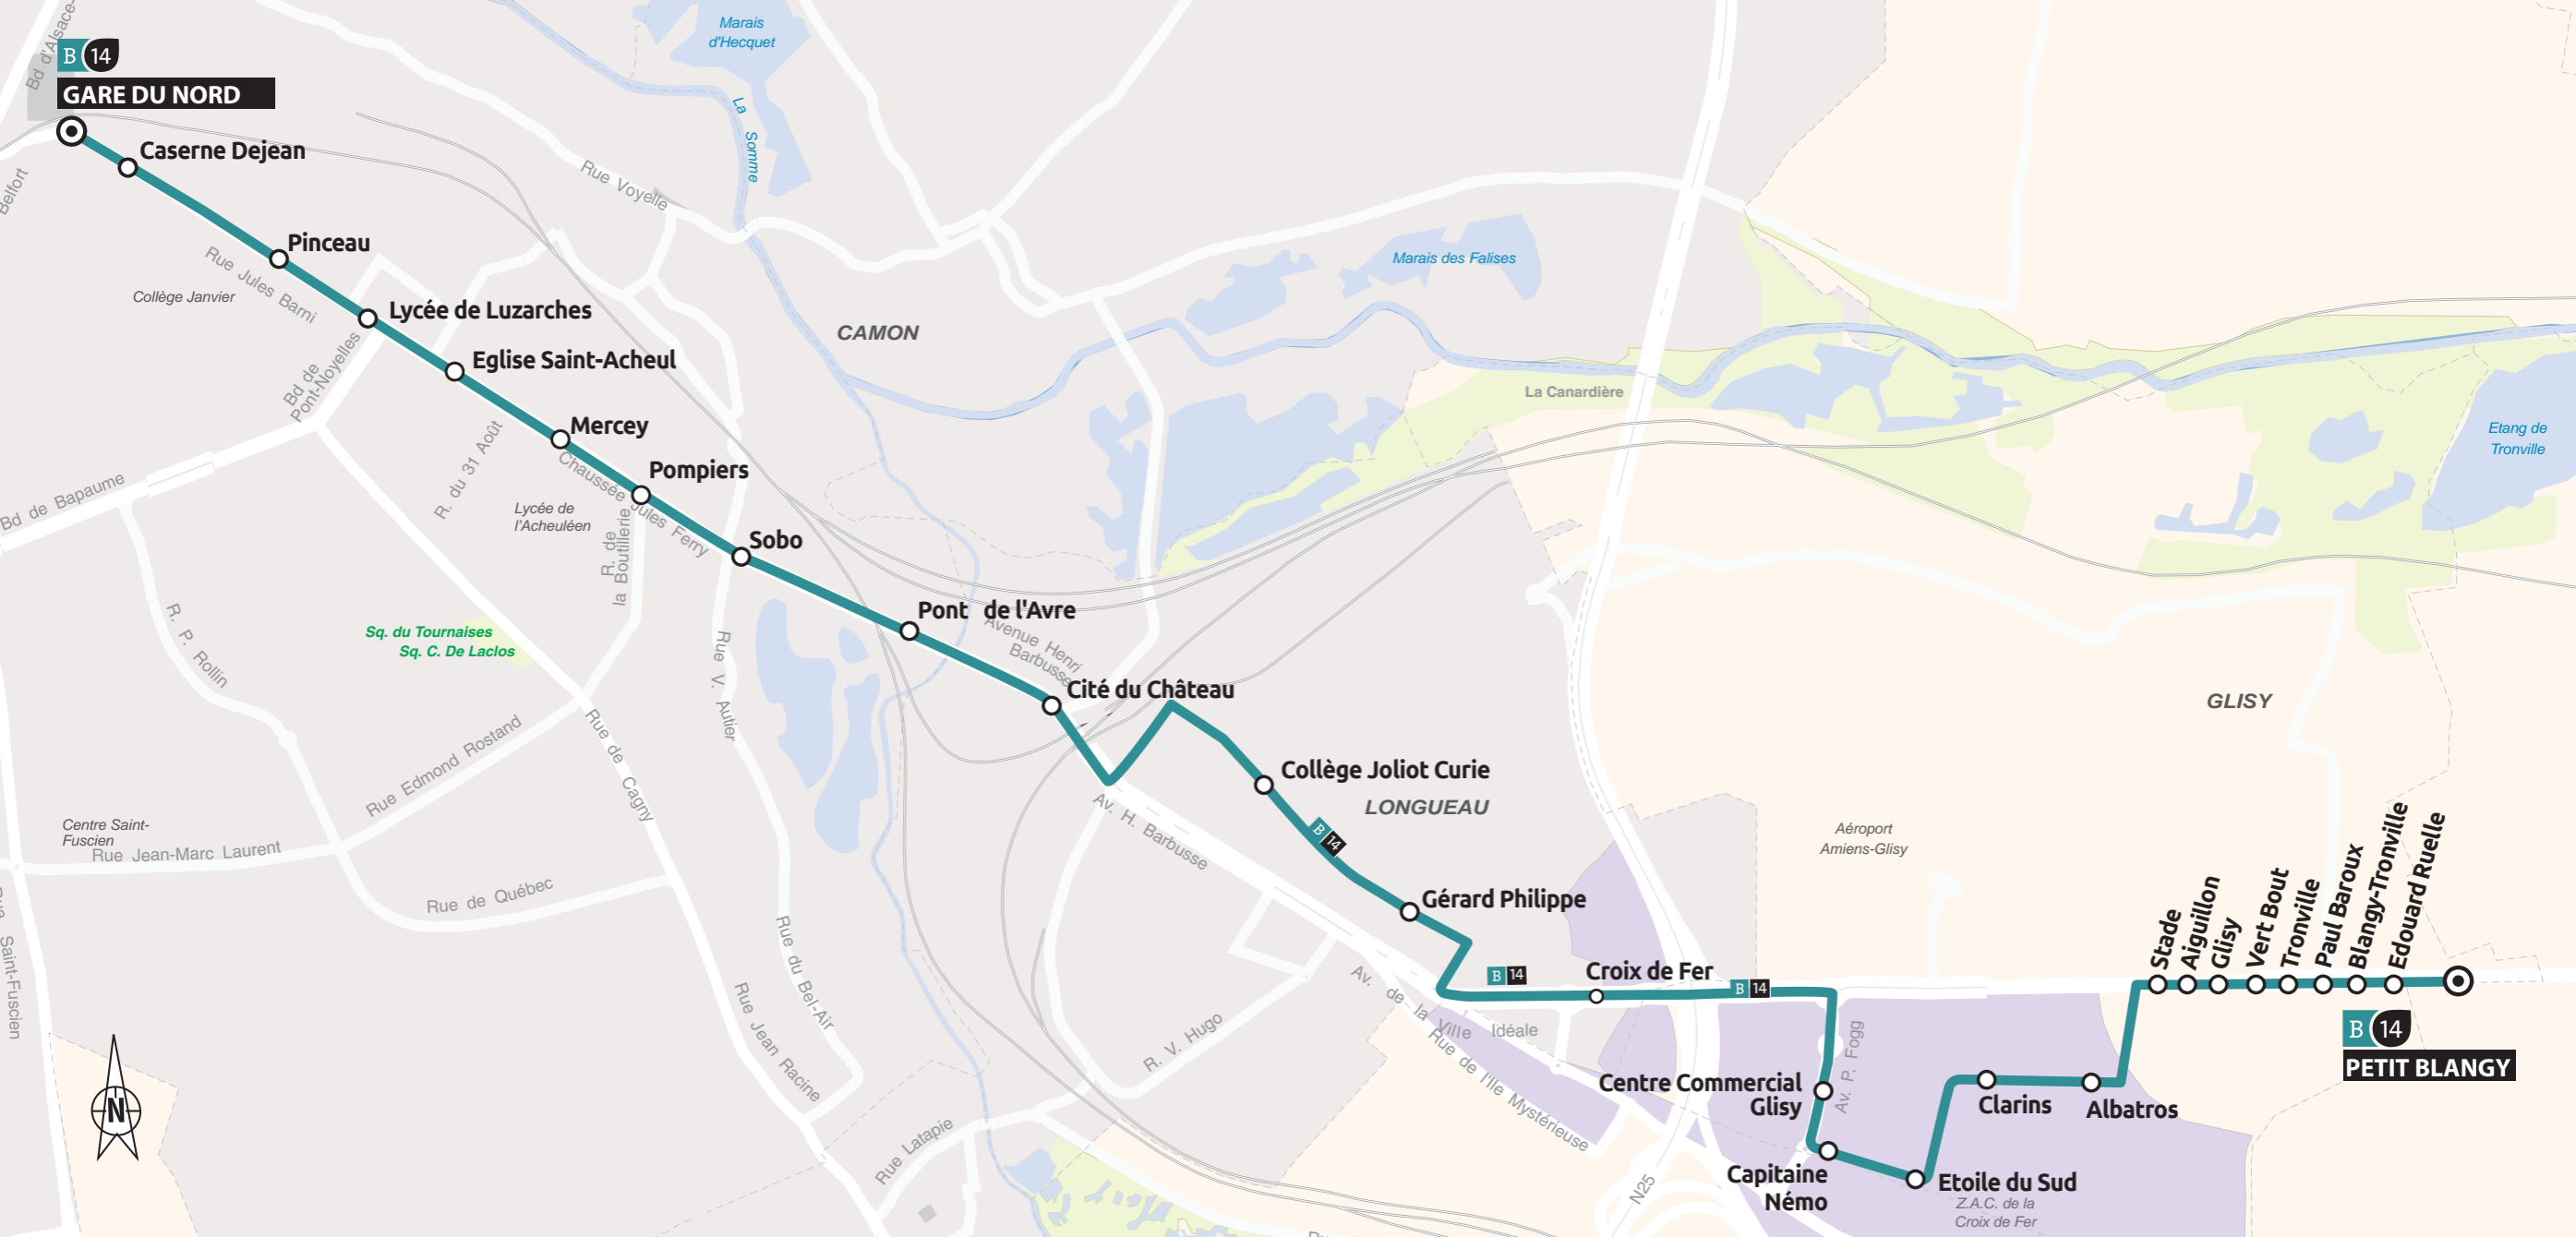 Bd d'Alsace-
B 14
GARE DU NORD
Belfort
Caserne Dejean
Pinceau
Rue Jules Barni
Collège Janvier
Lycée de Luzarches
Bd de
Pont-Noyelles
Eglise Saint-Acheul
Mercey
Chaussée Jules Ferry
Pompiers
R. du 31 Août
Lycée de
l'Acheuléen
R. de
la Boutillerie
Sobo
Bd de Bapaume
R. P. Rollin
Sq. du Tournaises
Sq. C. De Laclos
Rue Edmond Rostand
Rue de Cagny
Rue V. Autier
Centre Saint-
Fuscien
Rue Jean-Marc Laurent
Rue de Québec
Saint-Fuscien
Rue du Bel-Air
Rue Jean Racine
Rue Latapie
N
Marais
d'Hecquet
La Somme
Rue Voyelle
CAMON
Marais des Falises
La Canardière
Etang de
Tronville
Pont de l'Avre
Avenue Henri
Barbusse
Cité du Château
Av. H. Barbusse
Collège Joliot Curie
LONGUEAU
B 14
Gérard Philippe
R. V. Hugo
Av. de la Ville Idéale
Rue de l'Ile Mystérieuse
B 14
Croix de Fer
B 14
N25
Aéroport
Amiens-Glisy
GLISY
Av. P. Fogg
Centre Commercial
Glisy
Capitaine
Némo
Etoile du Sud
Z.A.C. de la
Croix de Fer
Clarins
Albatros
Stade
Aiguillon
Glisy
Vert Bout
Tronville
Paul Baroux
Blangy-Tronville
Edouard Ruelle
B 14
PETIT BLANGY